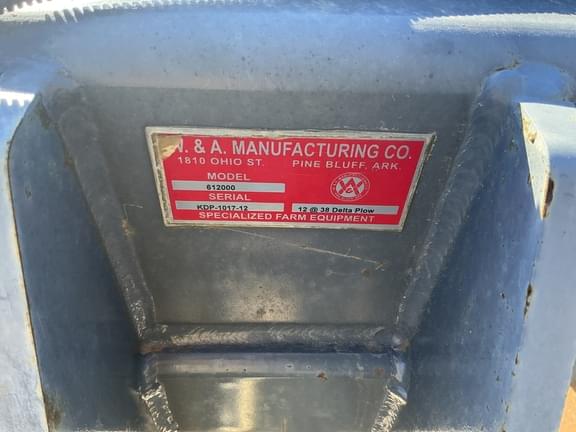 . & A. MANUFACTURING CO.
1810 OHIO ST. PINE BLUFF, ARK.
MODEL
612000
SERIAL
KDP-1017-12 12 @ 38 Delta Plow
SPECIALIZED FARM EQUIPMENT